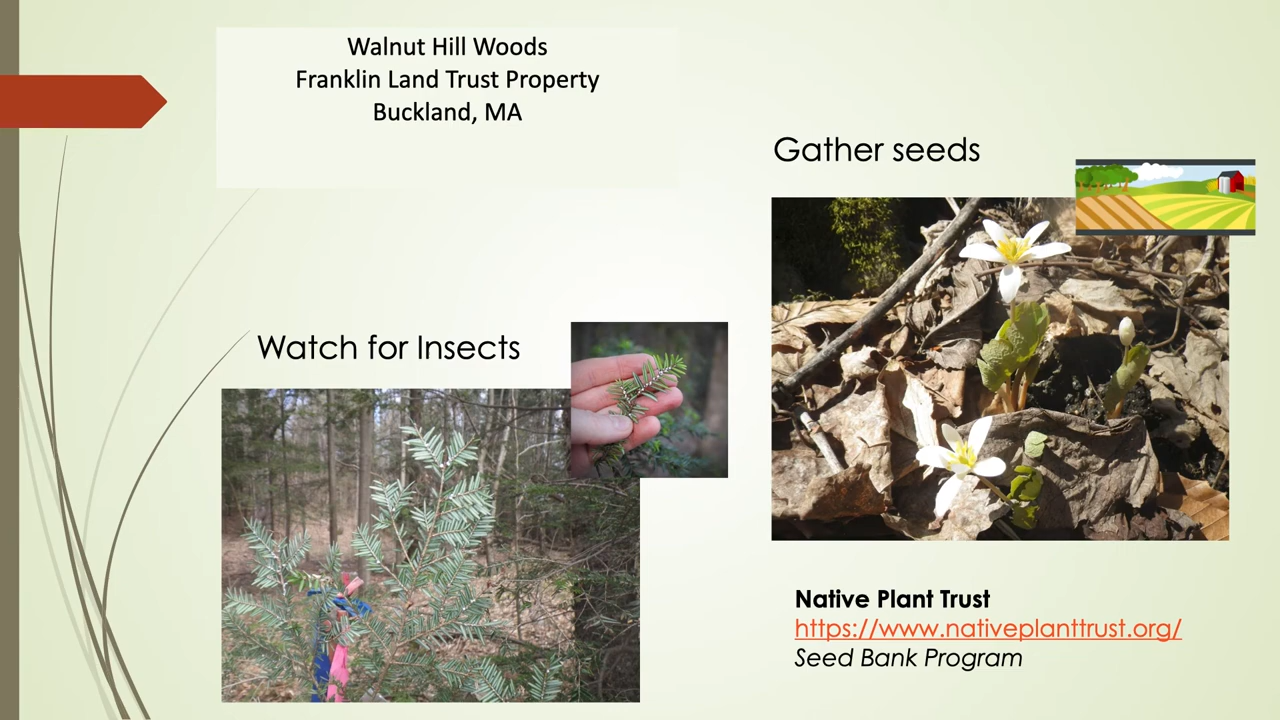 Walnut Hill Woods
Franklin Land Trust Property
Buckland, MA
Gather seeds
Watch for Insects
Native Plant Trust
https://www.nativeplanttrust.org/
Seed Bank Program